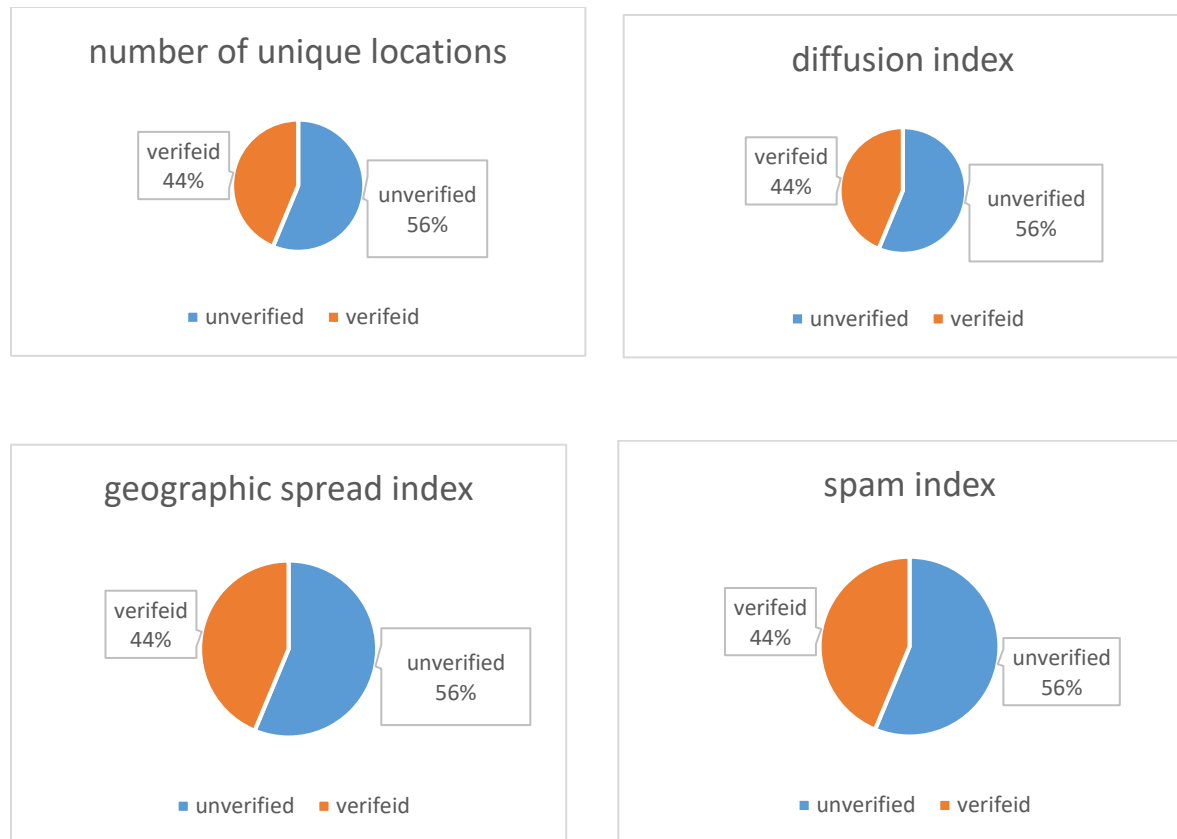 number of unique locations
verifeid
44%
unverified
56%
unverified verifeid
diffusion index
verifeid
44%
unverified
56%
unverified verifeid
geographic spread index
verifeid
44%
unverified
56%
unverified verifeid
spam index
verifeid
44%
unverified
56%
unverified verifeid